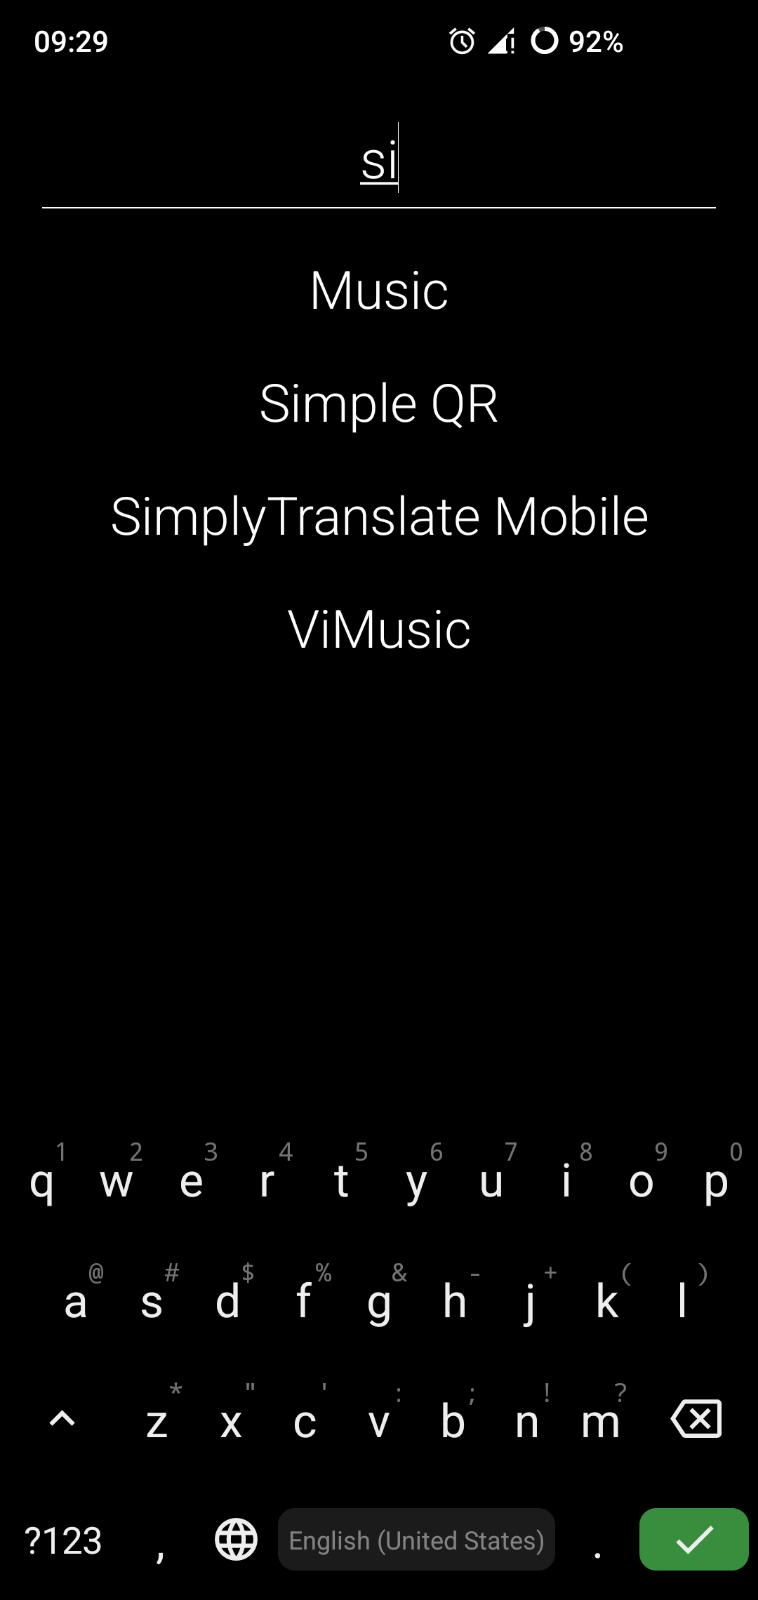 09:29 92%
si
Music
Simple QR
SimplyTranslate Mobile
ViMusic
1 2 3 4 5 6 7 8 9 0
q w e r t y u i o p
@ # $ % & - + ( )
a s d f g h j k l
* " ' : ; ! ?
z x c v b n m
?123 , English (United States) .